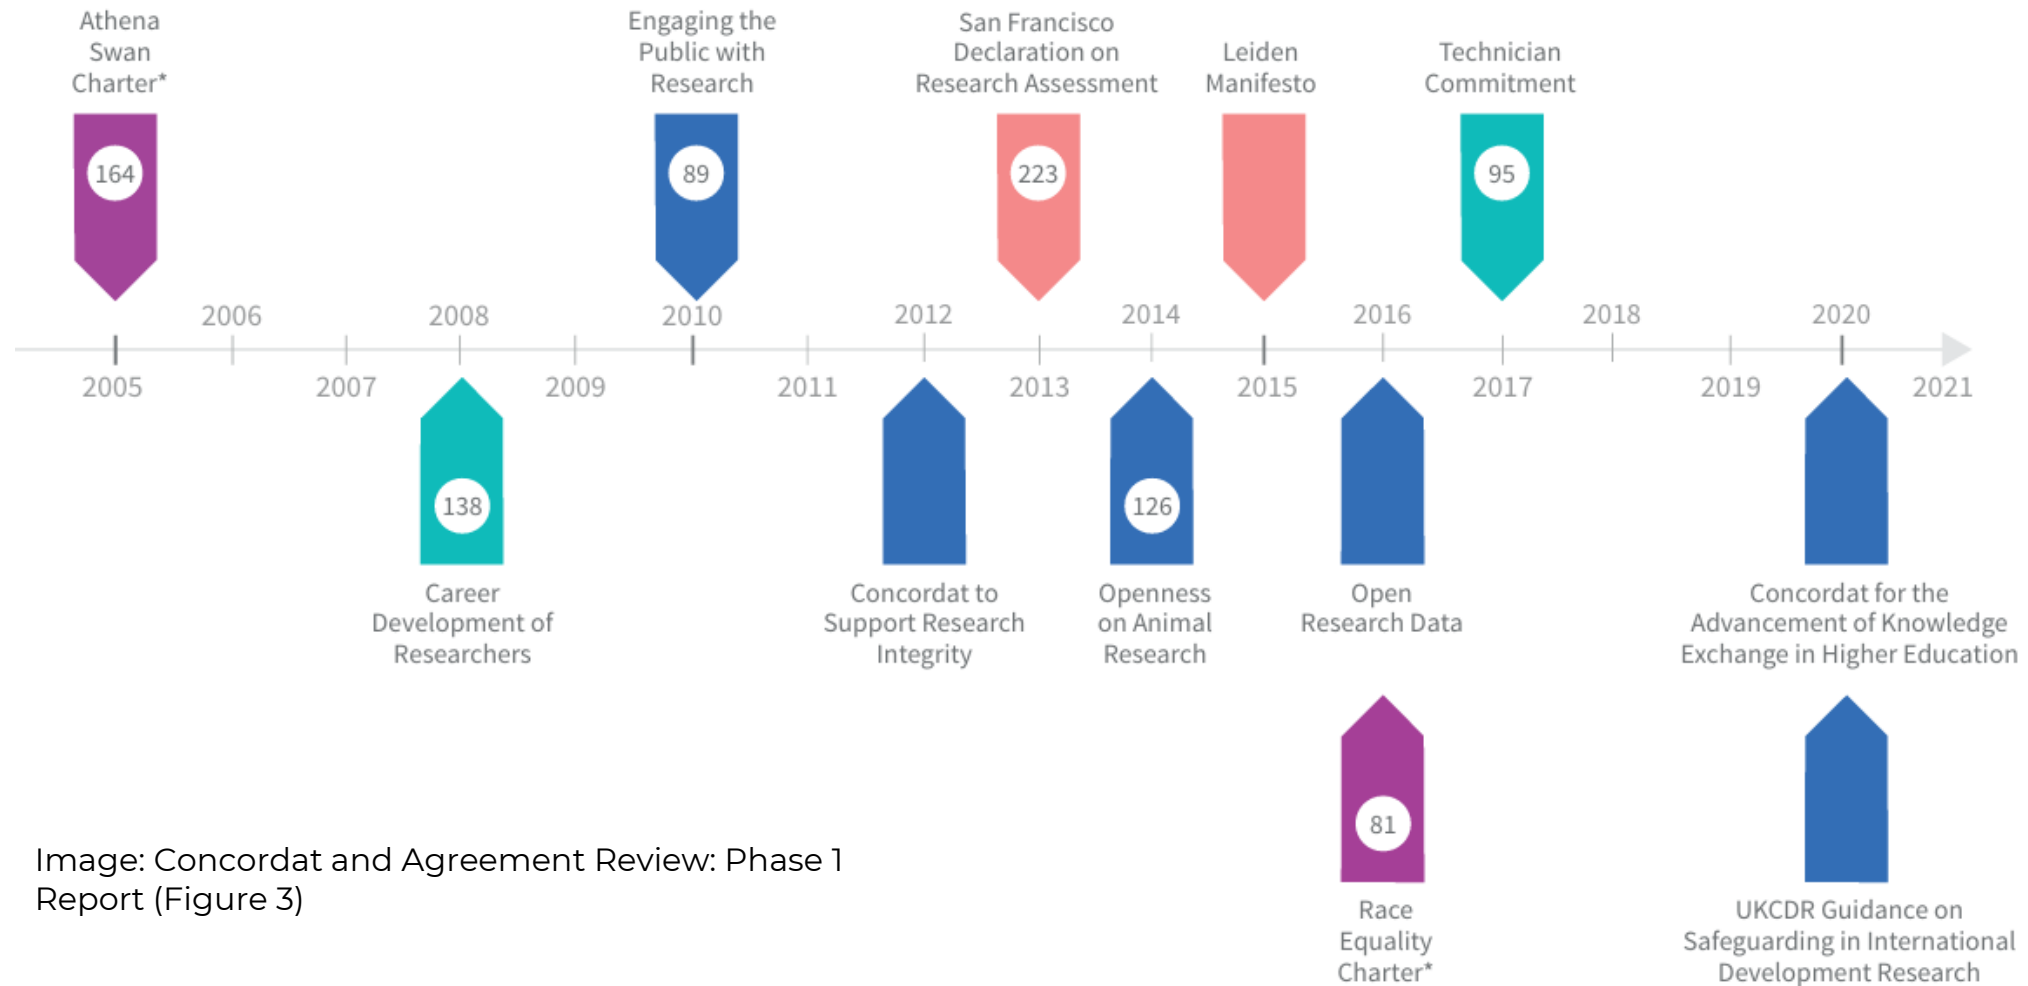 Athena
Swan
Charter*
164
Engaging the
Public with
Research
89
San Francisco
Declaration on
Research Assessment
223
Leiden
Manifesto
Technician
Commitment
95
2006
2008
2010
2012
2014
2016
2018
2020
2005
2007
2009
2011
2013
2015
2017
2019
2021
138
Career
Development of
Researchers
Concordat to
Support Research
Integrity
126
Openness
on Animal
Research
Open
Research Data
Concordat for the
Advancement of Knowledge
Exchange in Higher Education
81
Race
Equality
Charter*
UKCDR Guidance on
Safeguarding in International
Development Research
Image: Concordat and Agreement Review: Phase 1
Report (Figure 3)